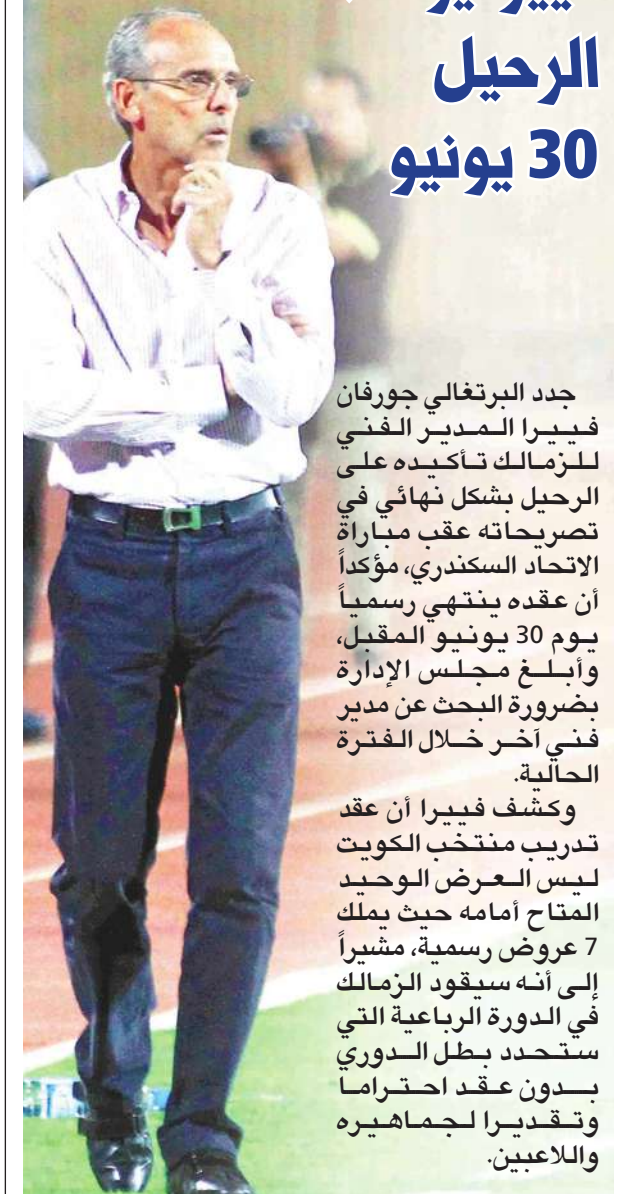 الرحيل
30 يونيو
جدد البرتغالي جورفان
فييرا المدير الفني
للزمالك تأكيده على
الرحيل بشكل نهائي في
تصريحاته عقب مباراة
الاتحاد السكندري، مؤكداً
أن عقده ينتهي رسمياً
يوم 30 يونيو المقبل،
وأبلغ مجلس الإدارة
بضرورة البحث عن مدير
فني آخر خلال الفترة
الحالية.
وكشف فييرا أن عقد
تدريب منتخب الكويت
ليس العرض الوحيد
المتاح أمامه حيث يملك
7 عروض رسمية، مشيراً
إلى أنه سيقود الزمالك
في الدورة الرباعية التي
ستحدد بطل الدوري
بدون عقد احتراما
وتقديرا لجماهيره
واللاعبين.